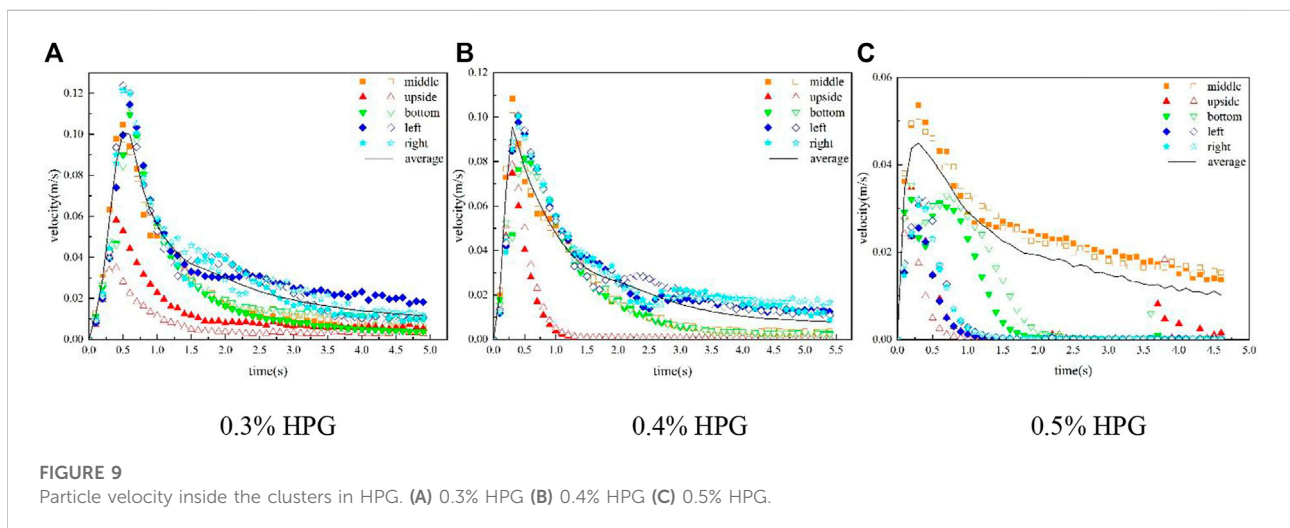 A
B
C
velocity(m/s)
0.12
0.10
0.08
0.06
0.04
0.02
0.00
middle
upside
bottom
left
right
average
0.0 0.5 1.0 1.5 2.0 2.5 3.0 3.5 4.0 4.5 5.0
time(s)
velocity(m/s)
0.12
0.10
0.08
0.06
0.04
0.02
0.00
middle
upside
bottom
left
right
average
0.0 0.5 1.0 1.5 2.0 2.5 3.0 3.5 4.0 4.5 5.0 5.4
time(s)
velocity(m/s)
0.06
0.04
0.02
0.00
middle
upside
bottom
left
right
average
0.0 0.5 1.0 1.5 2.0 2.5 3.0 3.5 4.0 4.5 5.0
time(s)
0.3% HPG
0.4% HPG
0.5% HPG
FIGURE 9
Particle velocity inside the clusters in HPG. (A) 0.3% HPG (B) 0.4% HPG (C) 0.5% HPG.